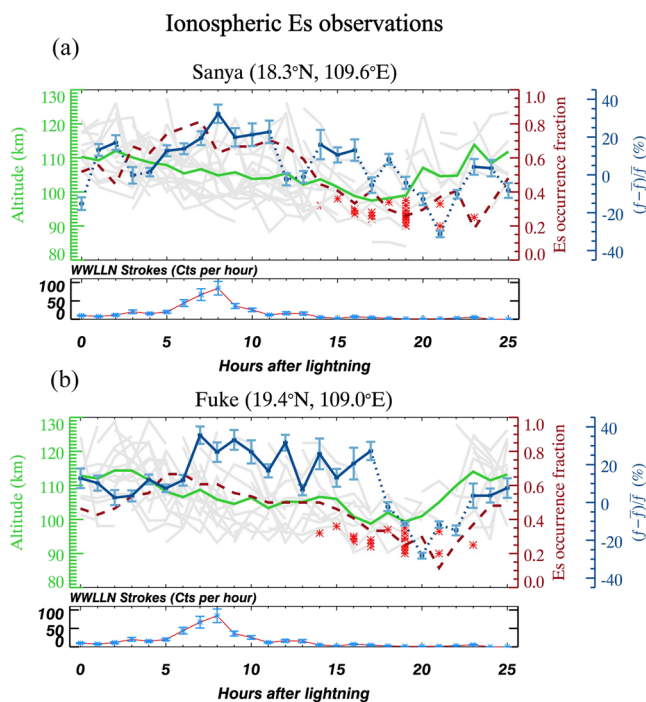 Ionospheric Es observations
(a)
Sanya (18.3°N, 109.6°E)
130
120
110
100
90
80
Altitude (km)
1.0
0.8
0.6
0.4
0.2
0.0
Es occurrence fraction
40
20
0
-20
-40
(f−f̅)/f̅ (%)
WWLLN Strokes (Cts per hour)
100
50
0
0 5 10 15 20 25
Hours after lightning
(b)
Fuke (19.4°N, 109.0°E)
130
120
110
100
90
80
Altitude (km)
1.0
0.8
0.6
0.4
0.2
0.0
Es occurrence fraction
40
20
0
-20
-40
(f−f̅)/f̅ (%)
WWLLN Strokes (Cts per hour)
100
50
0
0 5 10 15 20 25
Hours after lightning